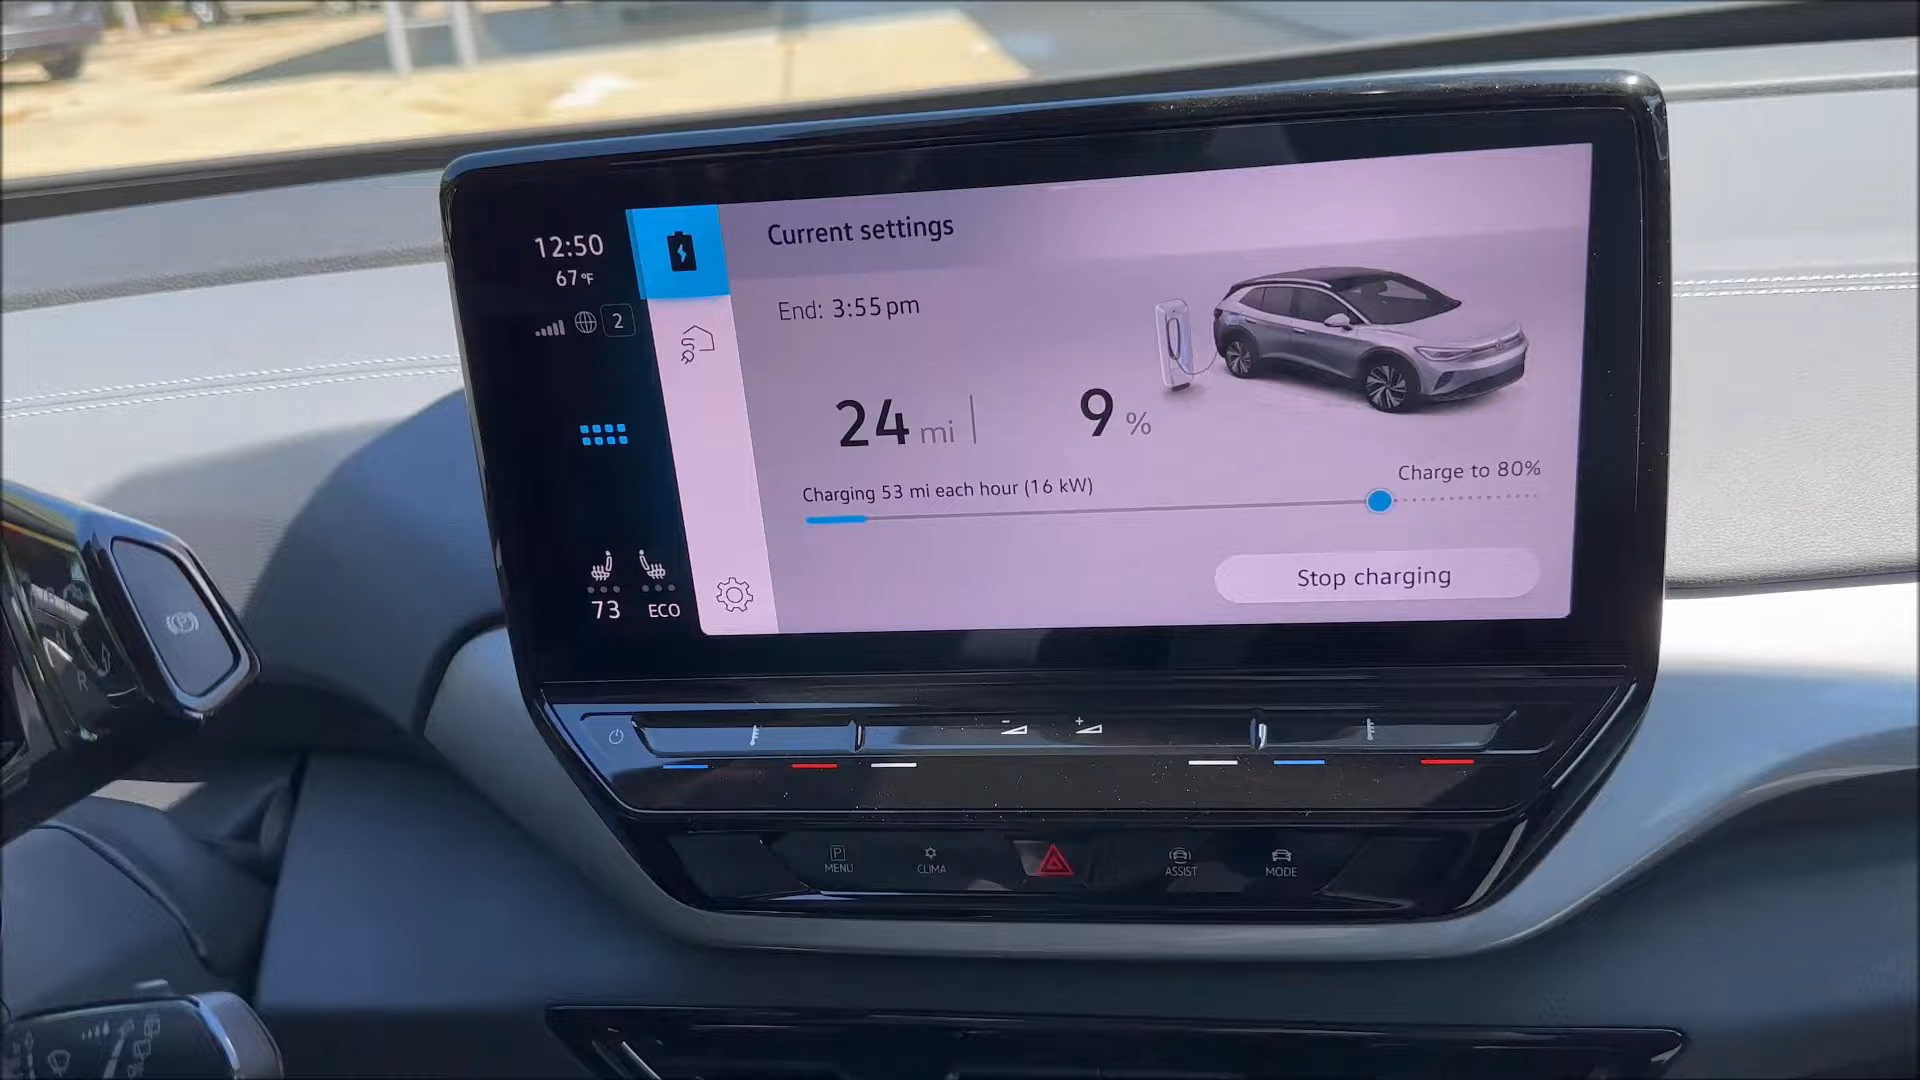 12:50
67°F
2
Current settings
End: 3:55 pm
24 mi
9 %
Charging 53 mi each hour (16 kW)
Charge to 80%
Stop charging
73
ECO
P
R
- +
P
MENU
CLIMA
ASSIST
MODE